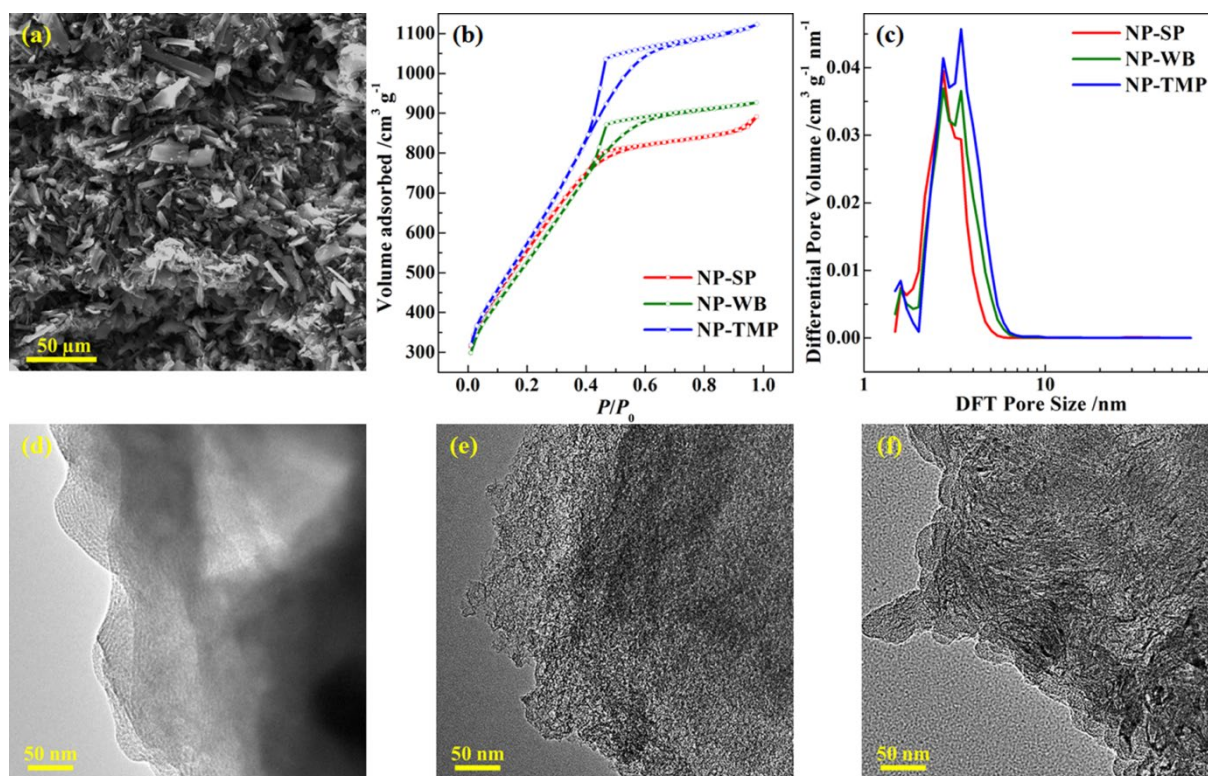 (a)
50 µm
(b)
1100
1000
900
800
700
600
500
400
300
Volume adsorbed /cm³ g⁻¹
NP-SP
NP-WB
NP-TMP
0.0 0.2 0.4 0.6 0.8 1.0
P/P₀
(c)
NP-SP
NP-WB
NP-TMP
0.04
0.03
0.02
0.01
0.00
Differential Pore Volume /cm³ g⁻¹ nm⁻¹
1 10
DFT Pore Size /nm
(d)
50 nm
(e)
50 nm
(f)
50 nm